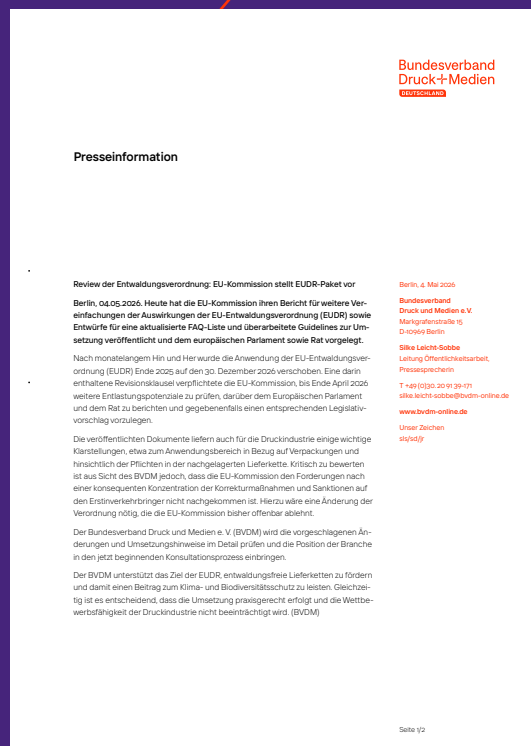 Bundesverband
Druck+Medien
DEUTSCHLAND
Presseinformation
Review der Entwaldungsverordnung: EU-Kommission stellt EUDR-Paket vor
Berlin, 04.05.2026. Heute hat die EU-Kommission ihren Bericht für weitere Ver-
einfachungen der Auswirkungen der EU-Entwaldungsverordnung (EUDR) sowie
Entwürfe für eine aktualisierte FAQ-Liste und überarbeitete Guidelines zur Um-
setzung veröffentlicht und dem europäischen Parlament sowie Rat vorgelegt.
Nach monatelangem Hin und Her wurde die Anwendung der EU-Entwaldungsver-
ordnung (EUDR) Ende 2025 auf den 30. Dezember 2026 verschoben. Eine darin
enthaltene Revisionsklausel verpflichtete die EU-Kommission, bis Ende April 2026
weitere Entlastungspotenziale zu prüfen, darüber dem Europäischen Parlament
und dem Rat zu berichten und gegebenenfalls einen entsprechenden Legislativ-
vorschlag vorzulegen.
Die veröffentlichten Dokumente liefern auch für die Druckindustrie einige wichtige
Klarstellungen, etwa zum Anwendungsbereich in Bezug auf Verpackungen und
hinsichtlich der Pflichten in der nachgelagerten Lieferkette. Kritisch zu bewerten
ist aus Sicht des BVDM jedoch, dass die EU-Kommission den Forderungen nach
einer konsequenten Konzentration der Korrekturmaßnahmen und Sanktionen auf
den Erstinverkehrbringer nicht nachgekommen ist. Hierzu wäre eine Änderung der
Verordnung nötig, die die EU-Kommission bisher offenbar ablehnt.
Der Bundesverband Druck und Medien e. V. (BVDM) wird die vorgeschlagenen Än-
derungen und Umsetzungshinweise im Detail prüfen und die Position der Branche
in den jetzt beginnenden Konsultationsprozess einbringen.
Der BVDM unterstützt das Ziel der EUDR, entwaldungsfreie Lieferketten zu fördern
und damit einen Beitrag zum Klima- und Biodiversitätsschutz zu leisten. Gleichzei-
tig ist es entscheidend, dass die Umsetzung praxisgerecht erfolgt und die Wettbe-
werbsfähigkeit der Druckindustrie nicht beeinträchtigt wird. (BVDM)
Berlin, 4. Mai 2026
Bundesverband
Druck und Medien e.V.
Markgrafenstraße 15
D-10969 Berlin
Silke Leicht-Sobbe
Leitung Öffentlichkeitsarbeit,
Pressesprecherin
T +49 (0)30. 20 91 39-171
silke.leicht-sobbe@bvdm-online.de
www.bvdm-online.de
Unser Zeichen
sls/sd/jr
Seite 1/2